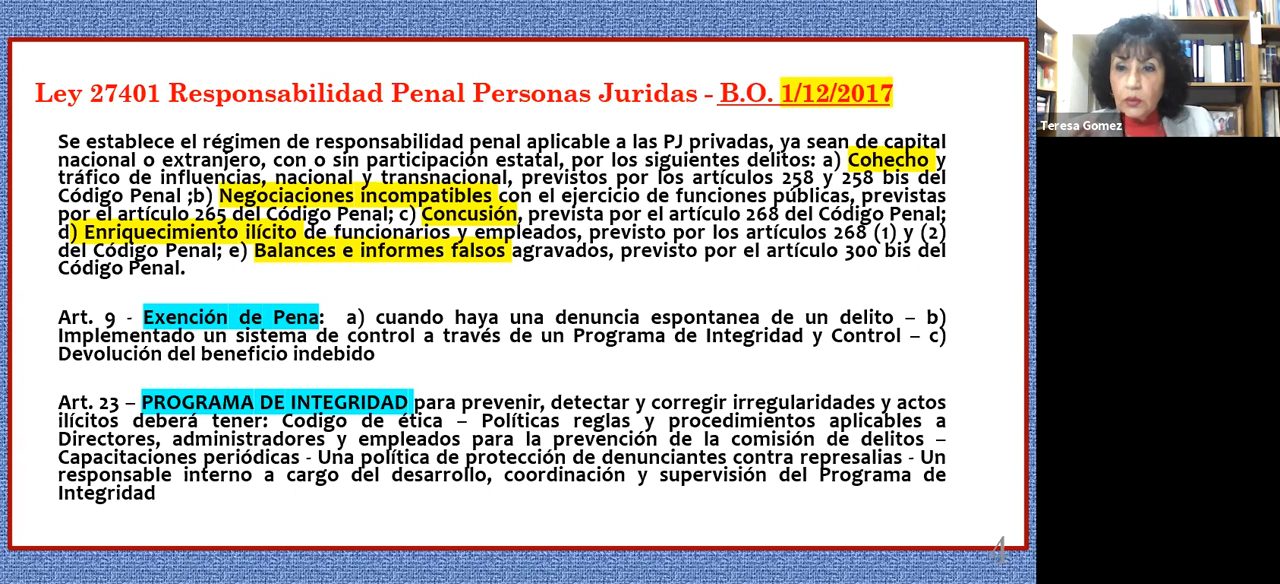 Ley 27401 Responsabilidad Penal Personas Juridas - B.O. 1/12/2017
Se establece el régimen de responsabilidad penal aplicable a las PJ privadas, ya sean de capital
nacional o extranjero, con o sin participación estatal, por los siguientes delitos: a) Cohecho y
tráfico de influencias, nacional y transnacional, previstos por los artículos 258 y 258 bis del
Código Penal ;b) Negociaciones incompatibles con el ejercicio de funciones públicas, previstas
por el artículo 265 del Código Penal; c) Concusión, prevista por el artículo 268 del Código Penal;
d) Enriquecimiento ilícito de funcionarios y empleados, previsto por los artículos 268 (1) y (2)
del Código Penal; e) Balances e informes falsos agravados, previsto por el artículo 300 bis del
Código Penal.
Art. 9 - Exención de Pena: a) cuando haya una denuncia espontanea de un delito – b)
Implementado un sistema de control a través de un Programa de Integridad y Control – c)
Devolución del beneficio indebido
Art. 23 – PROGRAMA DE INTEGRIDAD para prevenir, detectar y corregir irregularidades y actos
ilícitos deberá tener: Codigo de ética – Políticas reglas y procedimientos aplicables a
Directores, administradores y empleados para la prevención de la comisión de delitos –
Capacitaciones periódicas - Una política de protección de denunciantes contra represalias - Un
responsable interno a cargo del desarrollo, coordinación y supervisión del Programa de
Integridad
4
Teresa Gomez